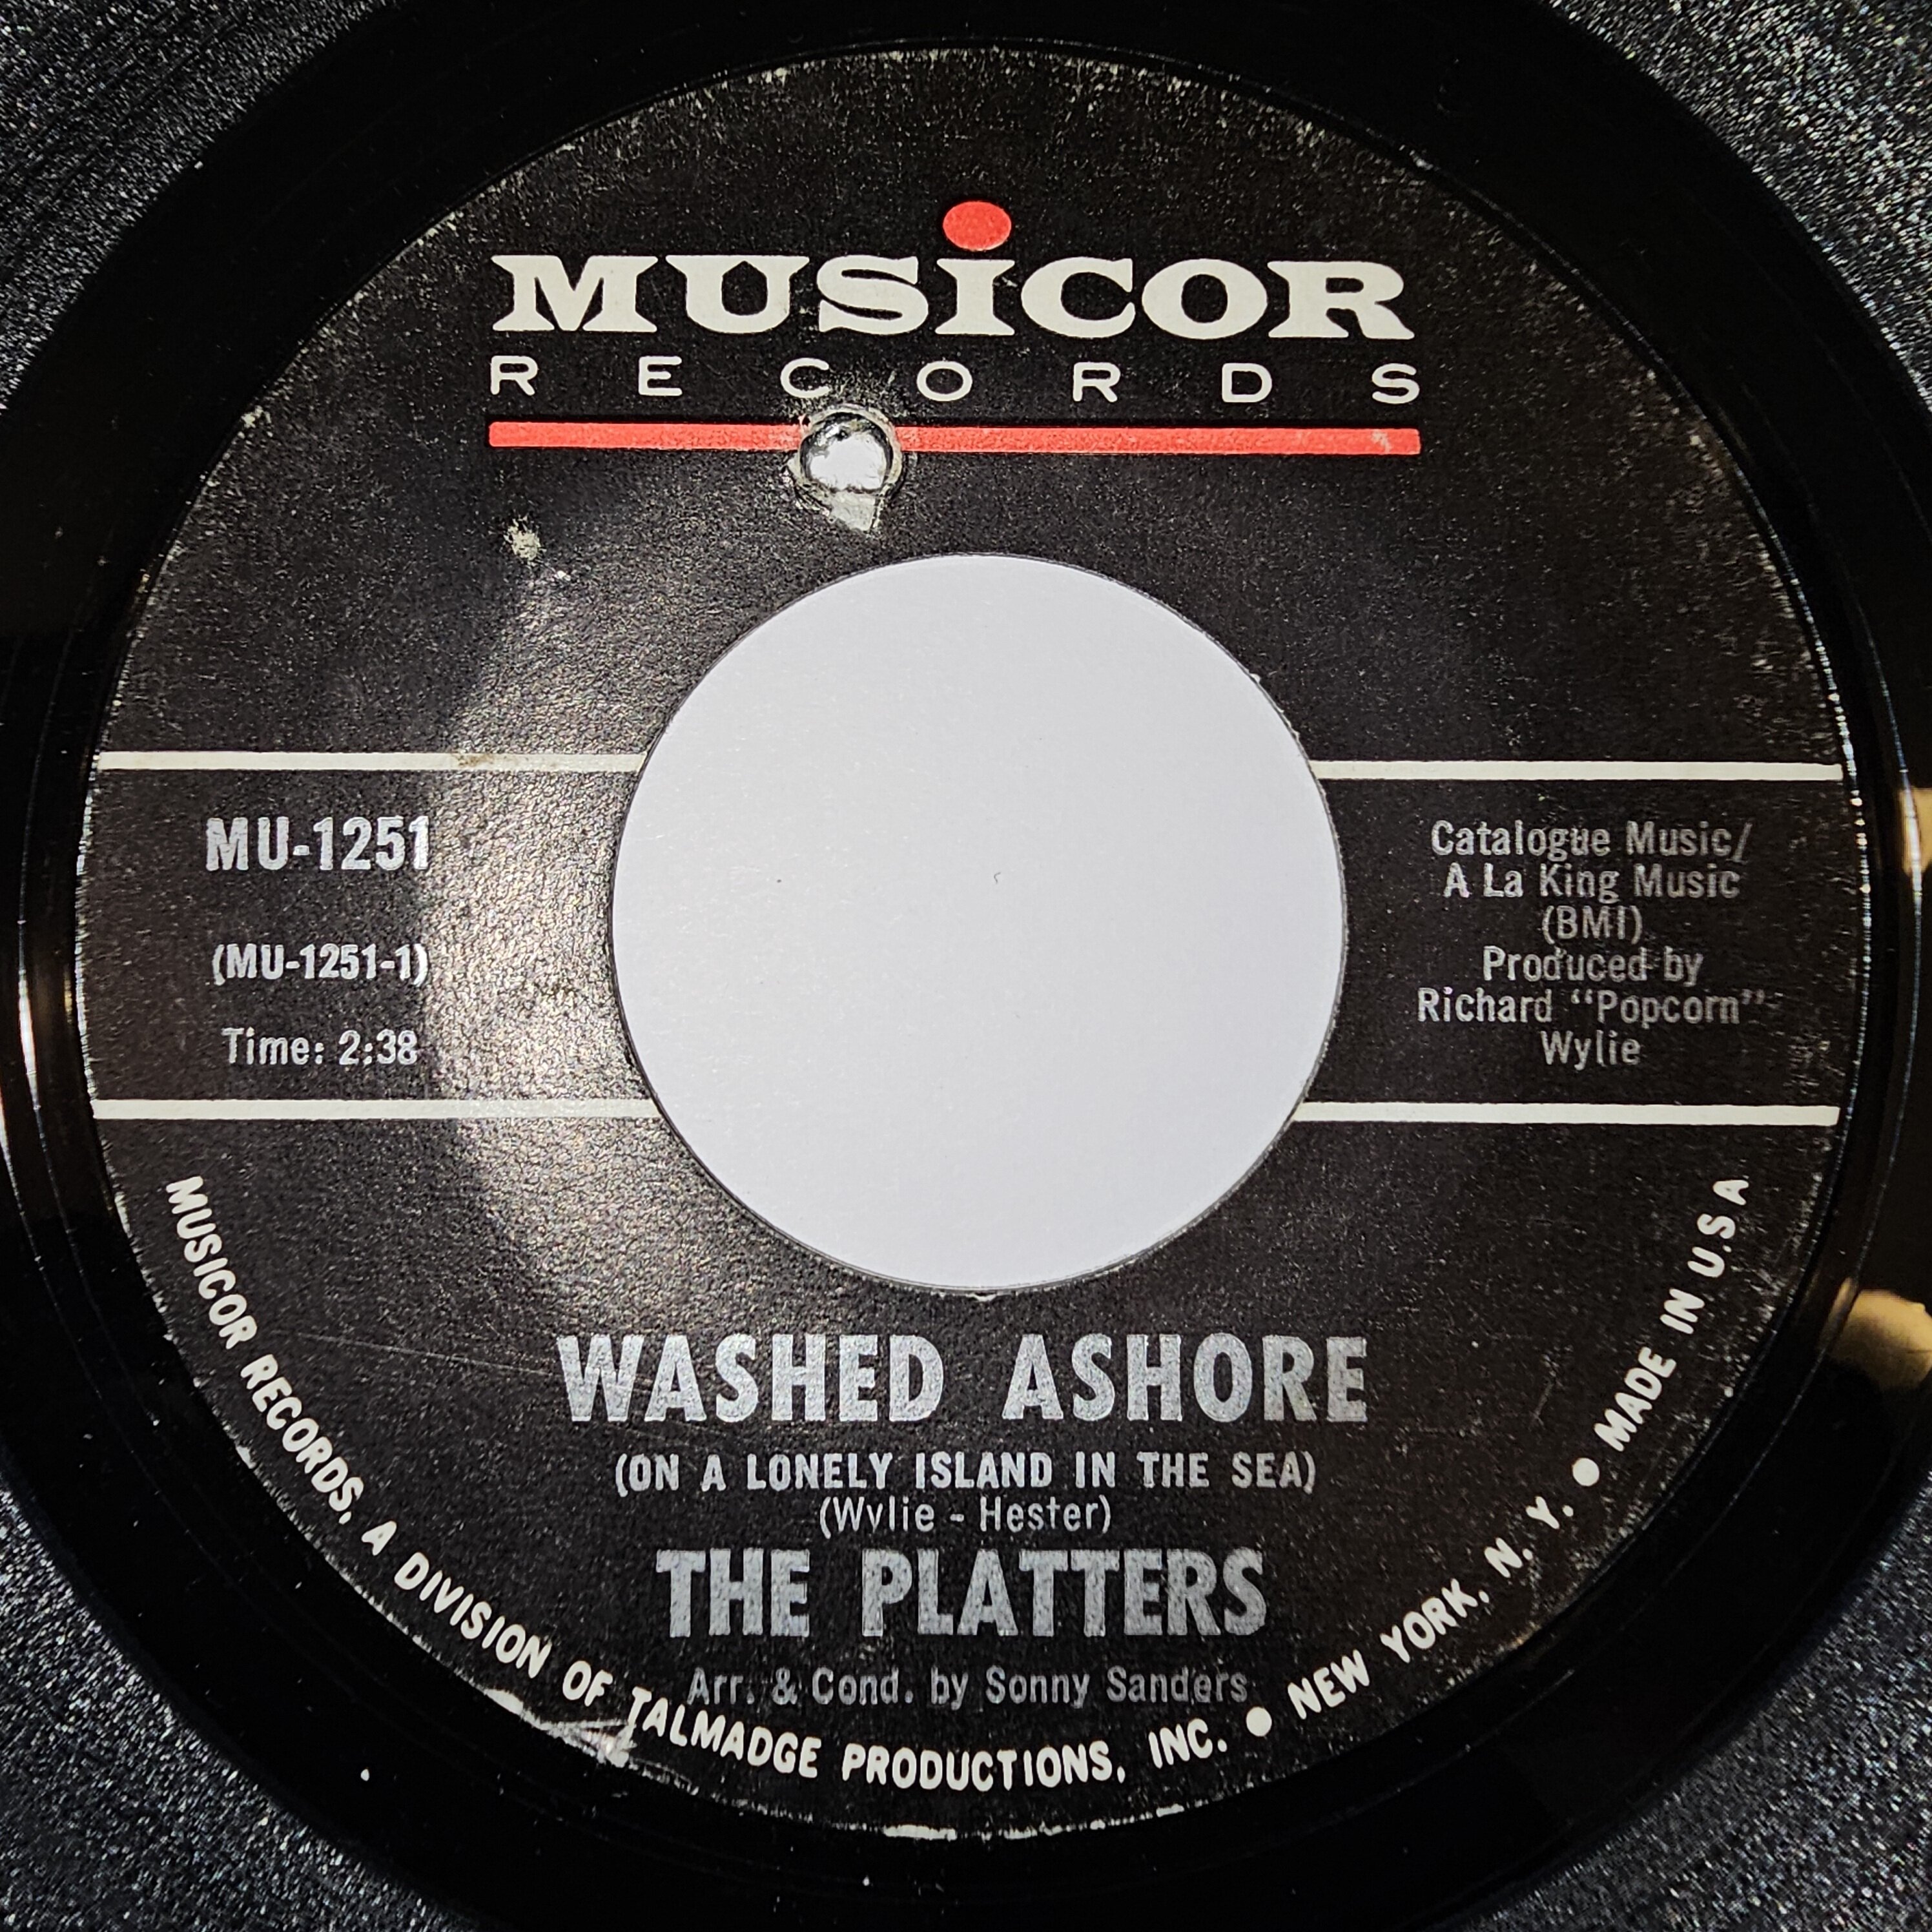 MUSiCOR
RECORDS
MU-1251
(MU-1251-1)
Time: 2:38
Catalogue Music/
A La King Music
(BMI)
Produced by
Richard "Popcorn"
Wylie
WASHED ASHORE
(ON A LONELY ISLAND IN THE SEA)
(Wylie - Hester)
THE PLATTERS
Arr. & Cond. by Sonny Sanders
MUSICOR RECORDS, A DIVISION OF TALMADGE PRODUCTIONS, INC. ● NEW YORK, N. Y. ● MADE IN U.S.A